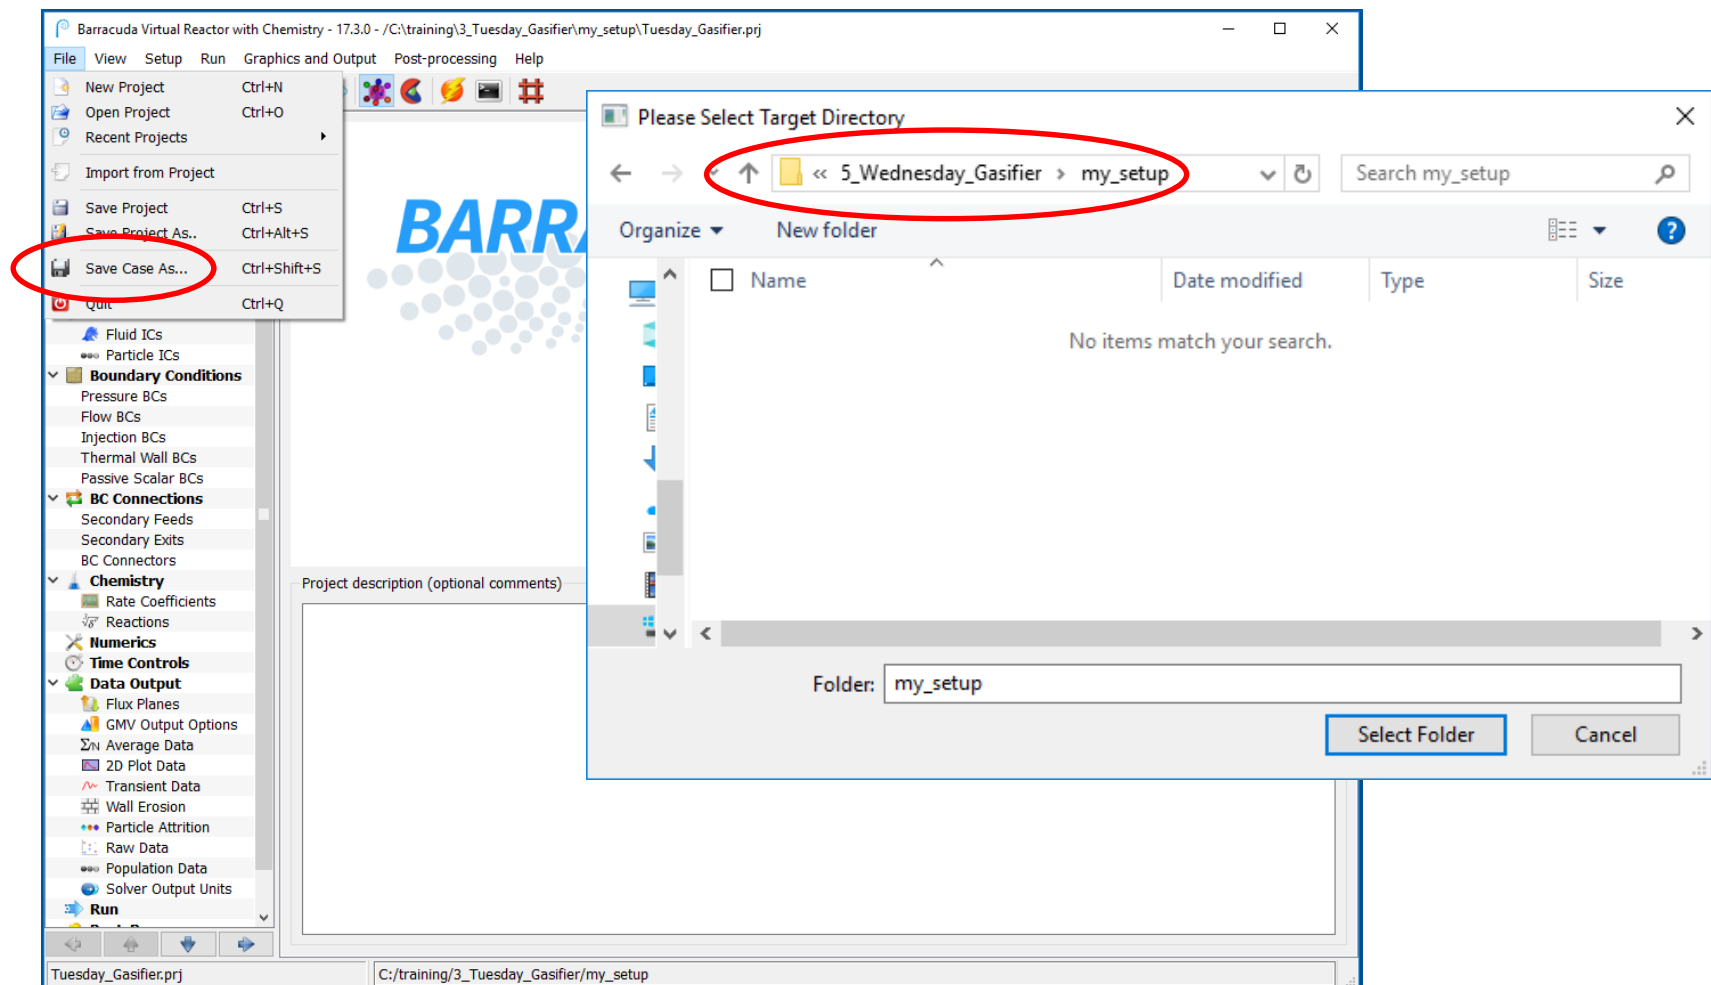 Barracuda Virtual Reactor with Chemistry - 17.3.0 - /C:\training\3_Tuesday_Gasifier\my_setup\Tuesday_Gasifier.prj
File View Setup Run Graphics and Output Post-processing Help
New Project Ctrl+N
Open Project Ctrl+O
Recent Projects
Import from Project
Save Project Ctrl+S
Save Project As.. Ctrl+Alt+S
Save Case As... Ctrl+Shift+S
Quit Ctrl+Q
Fluid ICs
Particle ICs
Boundary Conditions
Pressure BCs
Flow BCs
Injection BCs
Thermal Wall BCs
Passive Scalar BCs
BC Connections
Secondary Feeds
Secondary Exits
BC Connectors
Chemistry
Rate Coefficients
Reactions
Numerics
Time Controls
Data Output
Flux Planes
GMV Output Options
Average Data
2D Plot Data
Transient Data
Wall Erosion
Particle Attrition
Raw Data
Population Data
Solver Output Units
Run
BARR
Project description (optional comments)
Please Select Target Directory
« 5_Wednesday_Gasifier > my_setup
Search my_setup
Organize New folder
Name Date modified Type Size
No items match your search.
Folder: my_setup
Select Folder Cancel
Tuesday_Gasifier.prj C:/training/3_Tuesday_Gasifier/my_setup